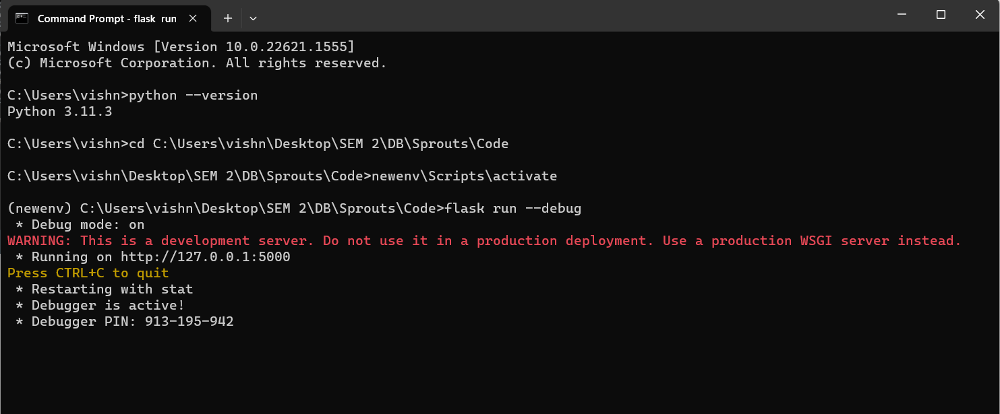 Command Prompt - flask  run
Microsoft Windows [Version 10.0.22621.1555]
(c) Microsoft Corporation. All rights reserved.
C:\Users\vishn>python --version
Python 3.11.3
C:\Users\vishn>cd C:\Users\vishn\Desktop\SEM 2\DB\Sprouts\Code
C:\Users\vishn\Desktop\SEM 2\DB\Sprouts\Code>newenv\Scripts\activate
(newenv) C:\Users\vishn\Desktop\SEM 2\DB\Sprouts\Code>flask run --debug
 * Debug mode: on
WARNING: This is a development server. Do not use it in a production deployment. Use a production WSGI server instead.
 * Running on http://127.0.0.1:5000
Press CTRL+C to quit
 * Restarting with stat
 * Debugger is active!
 * Debugger PIN: 913-195-942